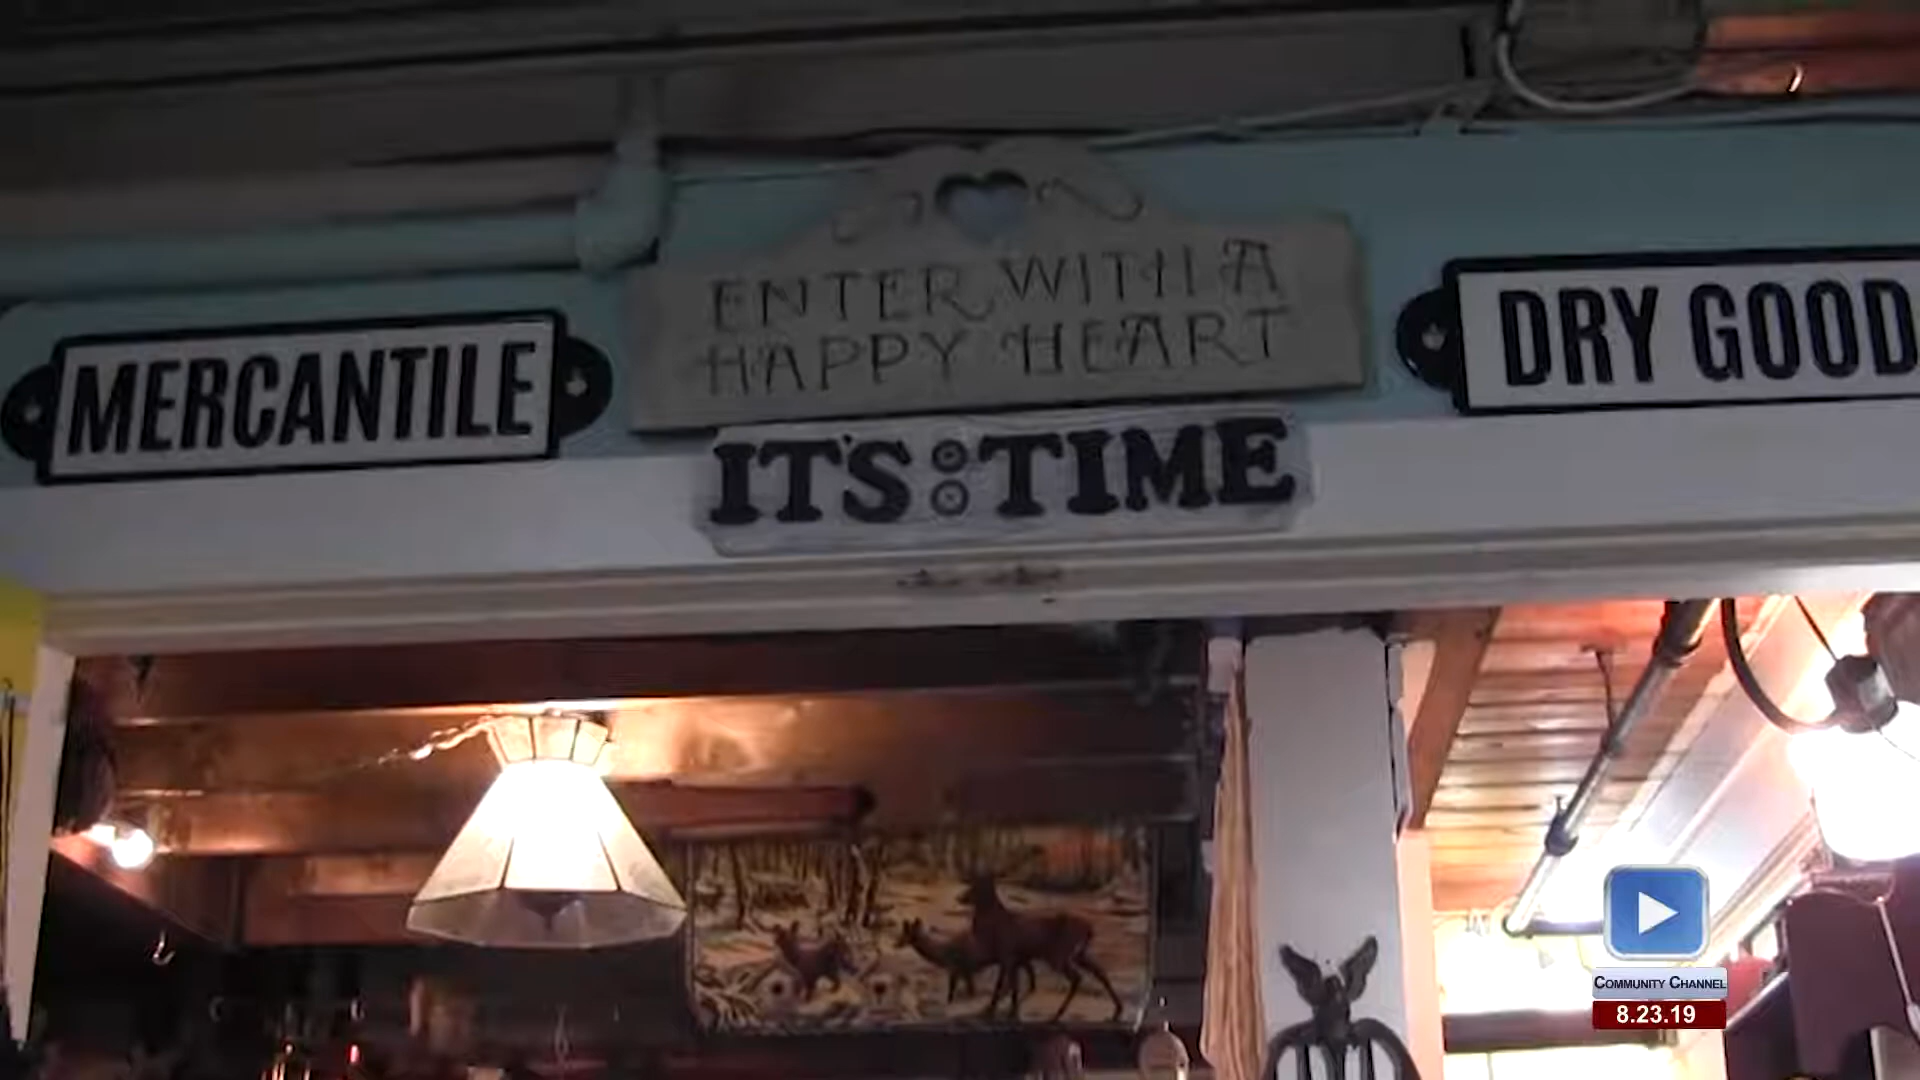 ENTER WITH A
HAPPY HEART
MERCANTILE
DRY GOOD
IT'S TIME
COMMUNITY CHANNEL
8.23.19